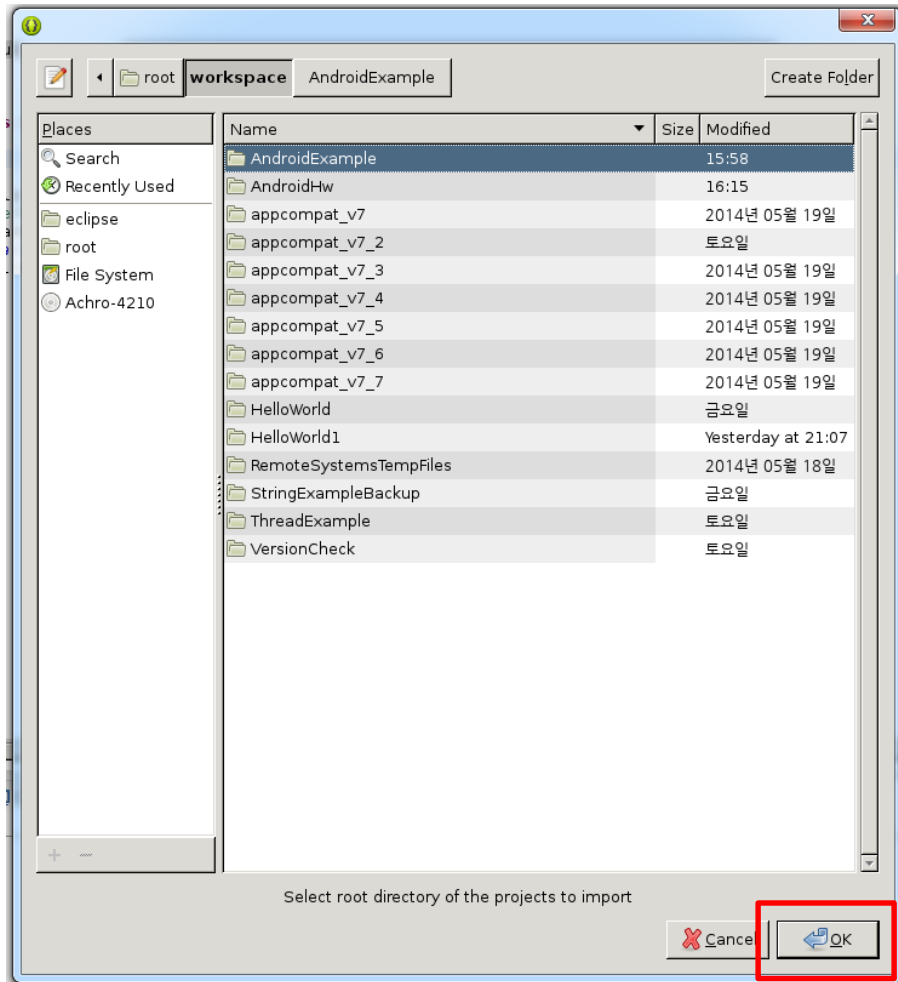 root workspace AndroidExample Create Folder
Places
Search
Recently Used
eclipse
root
File System
Achro-4210
Name Size Modified
AndroidExample 15:58
AndroidHw 16:15
appcompat_v7 2014년 05월 19일
appcompat_v7_2 토요일
appcompat_v7_3 2014년 05월 19일
appcompat_v7_4 2014년 05월 19일
appcompat_v7_5 2014년 05월 19일
appcompat_v7_6 2014년 05월 19일
appcompat_v7_7 2014년 05월 19일
HelloWorld 금요일
HelloWorld1 Yesterday at 21:07
RemoteSystemsTempFiles 2014년 05월 18일
StringExampleBackup 금요일
ThreadExample 토요일
VersionCheck 토요일
Select root directory of the projects to import
Cancel OK